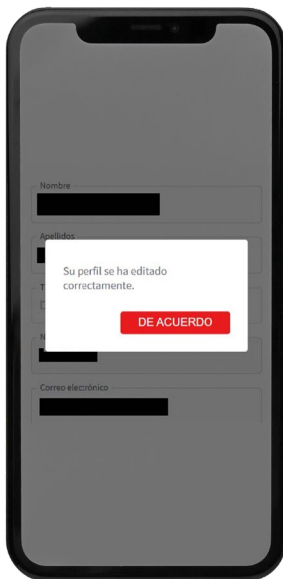 Nombre
Apellidos
Su perfil se ha editado
correctamente.
DE ACUERDO
Correo electrónico